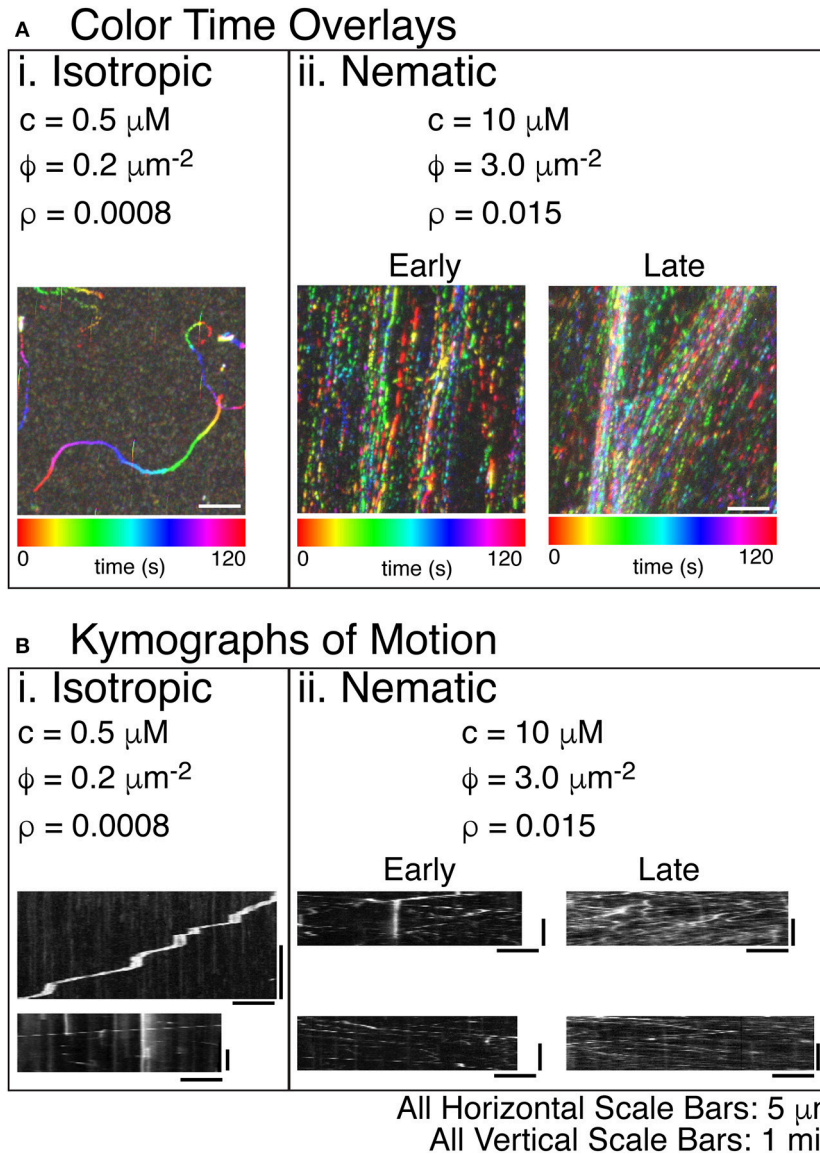 A Color Time Overlays
i. Isotropic
c = 0.5 μM
ϕ = 0.2 μm-2
ρ = 0.0008
0 120
time (s)
ii. Nematic
c = 10 μM
ϕ = 3.0 μm-2
ρ = 0.015
Early Late
0 120 0 120
time (s) time (s)
B Kymographs of Motion
i. Isotropic
c = 0.5 μM
ϕ = 0.2 μm-2
ρ = 0.0008
ii. Nematic
c = 10 μM
ϕ = 3.0 μm-2
ρ = 0.015
Early Late
All Horizontal Scale Bars: 5
All Vertical Scale Bars: 1